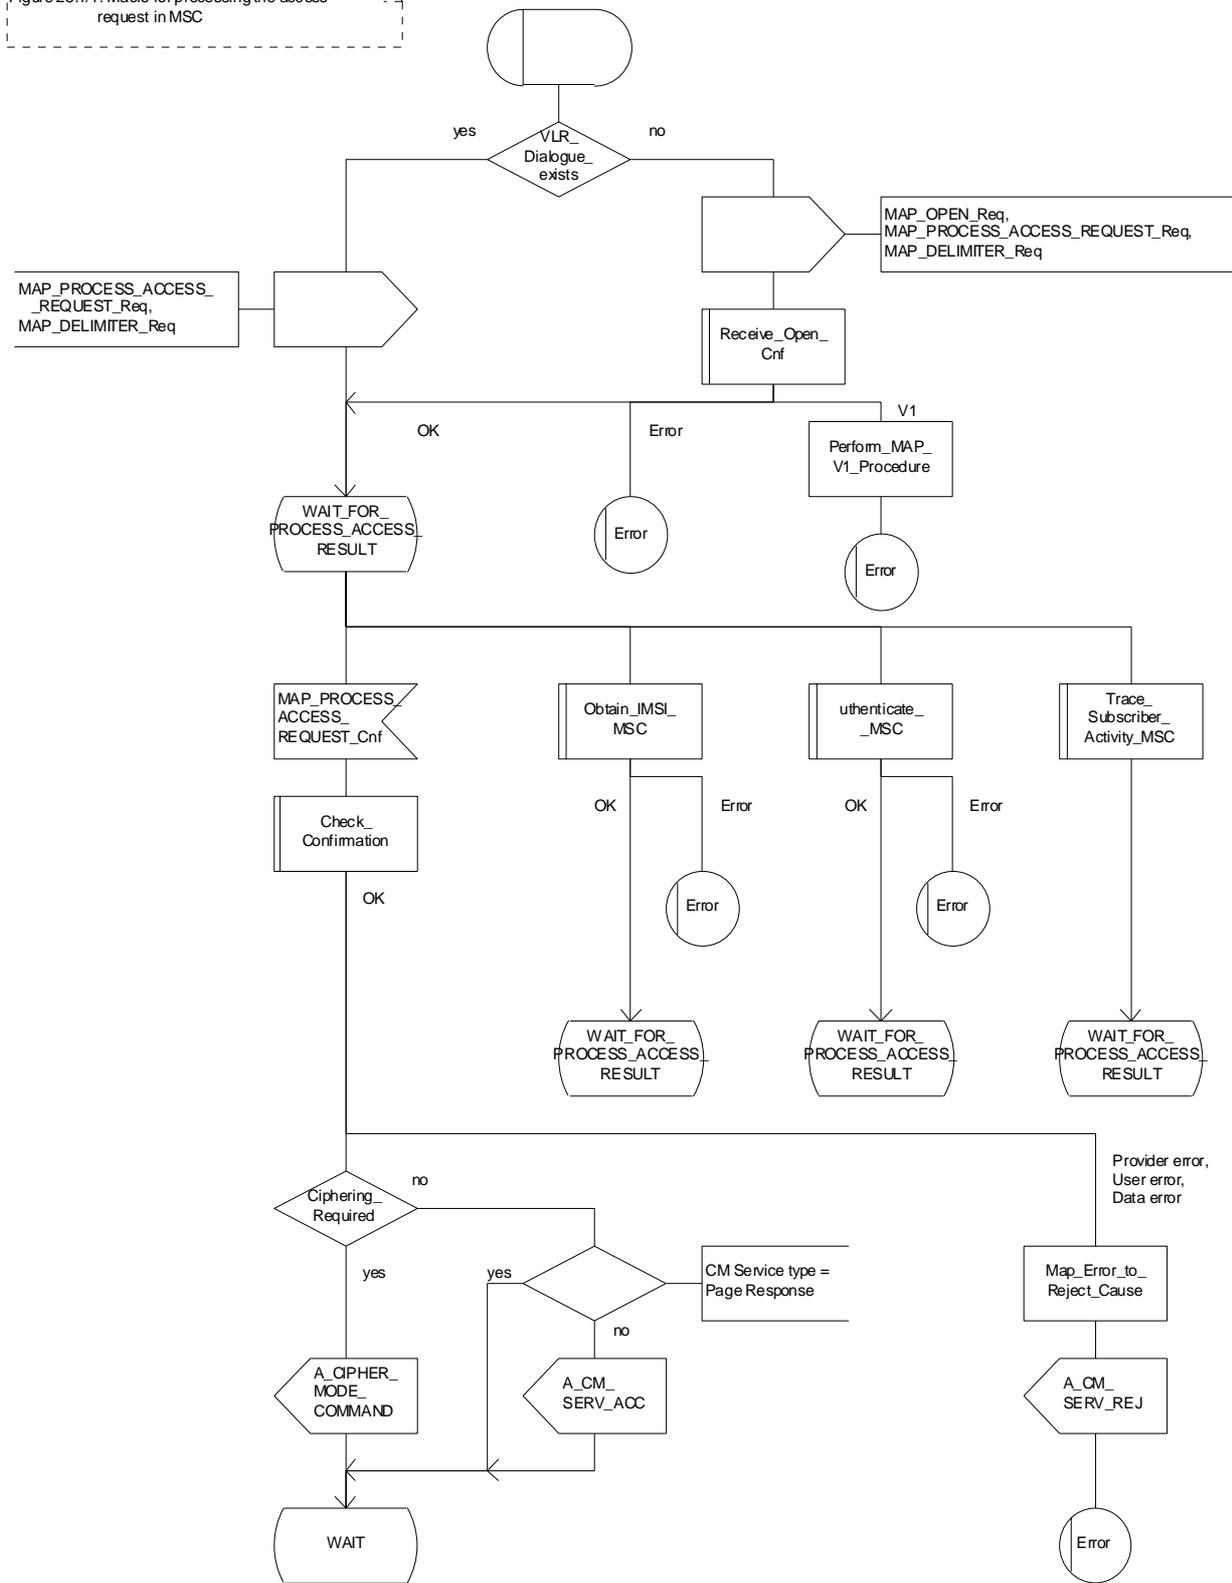 request in MSC
yes
no
VLR_
Dialogue_
exists
MAP_OPEN_Req,
MAP_PROCESS_ACCESS_REQUEST_Req,
MAP_DELIMITER_Req
MAP_PROCESS_ACCESS_
_REQUEST_Req,
MAP_DELIMITER_Req
Receive_Open_
Cnf
OK
Error
V1
Perform_MAP_
V1_Procedure
WAIT_FOR_
PROCESS_ACCESS_
RESULT
Error
Error
MAP_PROCESS_
ACCESS_
REQUEST_Cnf
Obtain_IMSI_
MSC
uthenticate_
_MSC
Trace_
Subscriber_
Activity_MSC
Check_
Confirmation
OK
Error
OK
Error
OK
Error
Error
WAIT_FOR_
PROCESS_ACCESS_
RESULT
WAIT_FOR_
PROCESS_ACCESS_
RESULT
WAIT_FOR_
PROCESS_ACCESS_
RESULT
Provider error,
User error,
Data error
Ciphering_
Required
no
yes
yes
CM Service type =
Page Response
no
Map_Error_to_
Reject_Cause
A_CIPHER_
MODE_
COMMAND
A_CM_
SERV_ACC
A_CM_
SERV_REJ
WAIT
Error